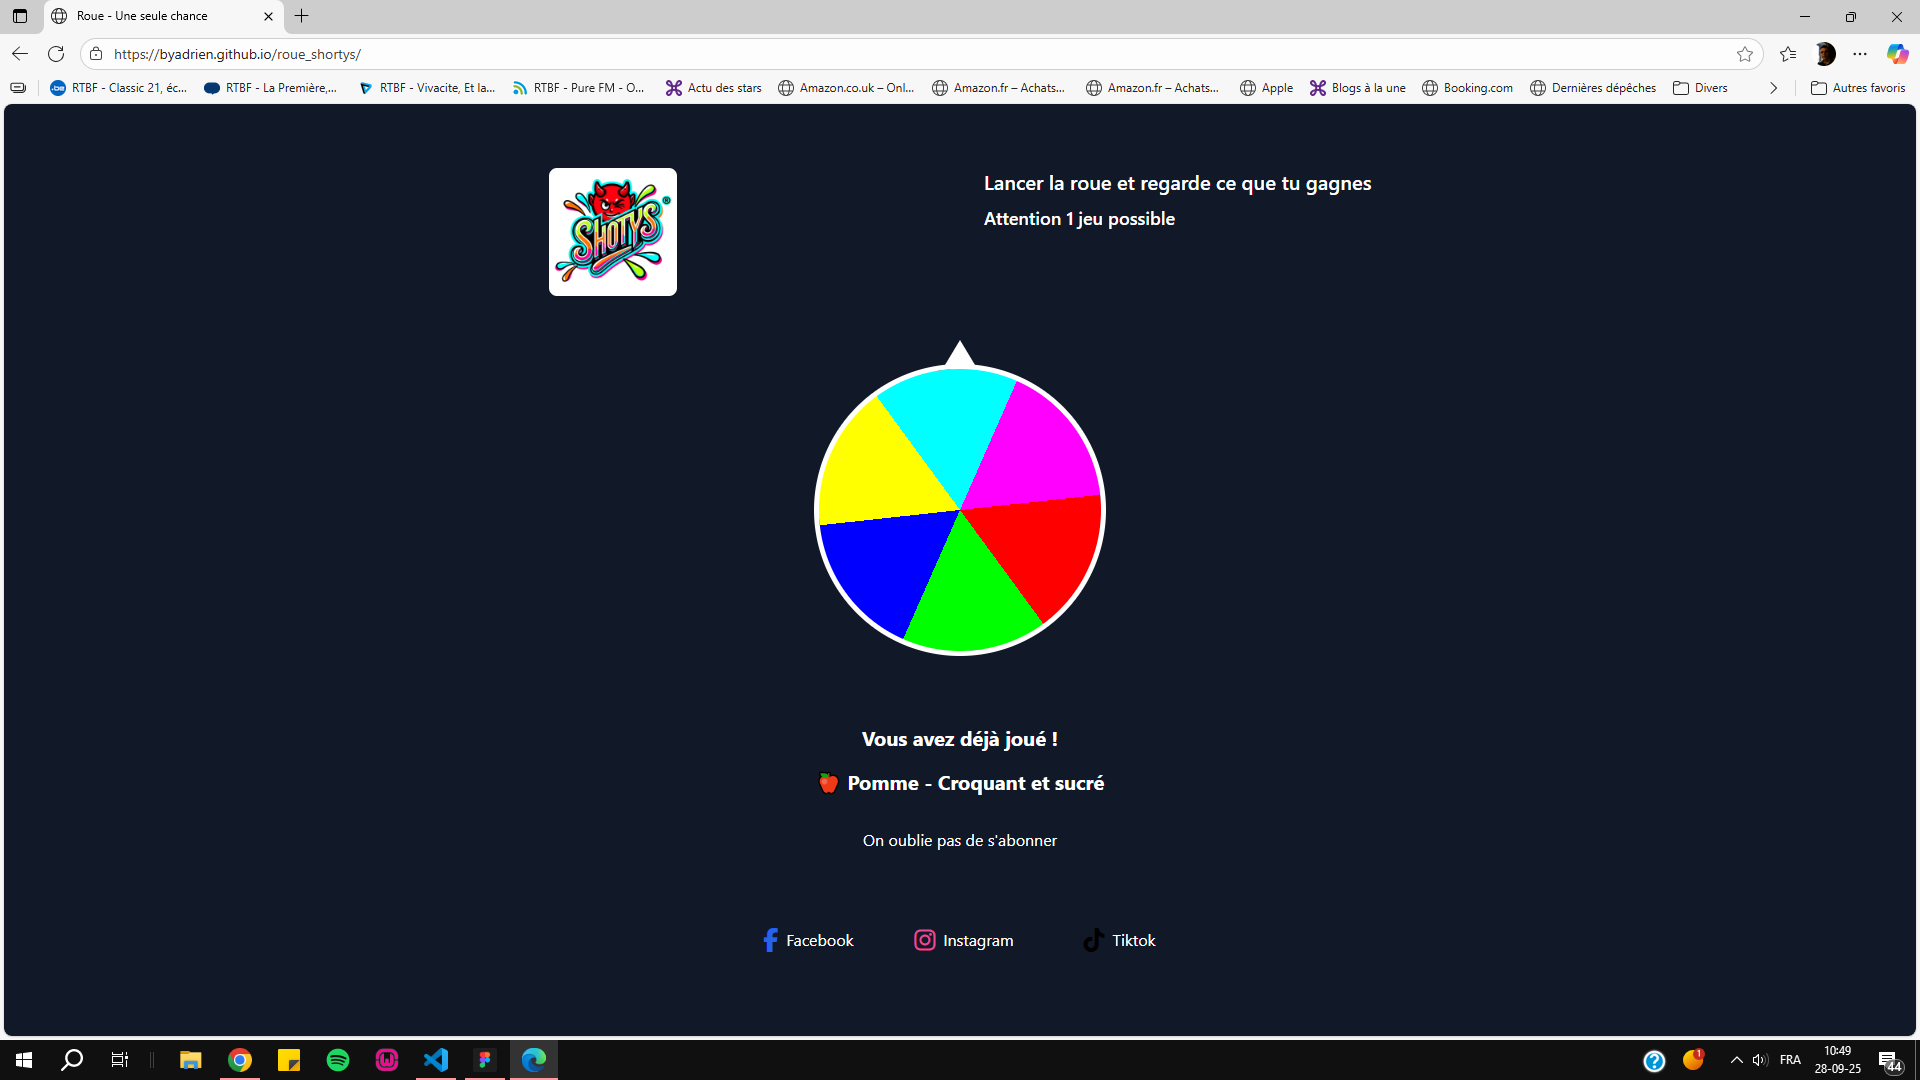 Roue - Une seule chance
https://byadrien.github.io/roue_shortys/
RTBF - Classic 21, éc...
RTBF - La Première,...
RTBF - Vivacite, Et la...
RTBF - Pure FM - O...
Actu des stars
Amazon.co.uk – Onl...
Amazon.fr – Achats...
Amazon.fr – Achats...
Apple
Blogs à la une
Booking.com
Dernières dépêches
Divers
Autres favoris
SHOTYS ®
Lancer la roue et regarde ce que tu gagnes
Attention 1 jeu possible
Vous avez déjà joué !
Pomme - Croquant et sucré
On oublie pas de s'abonner
Facebook
Instagram
Tiktok
1
FRA
10:49
28-09-25
44